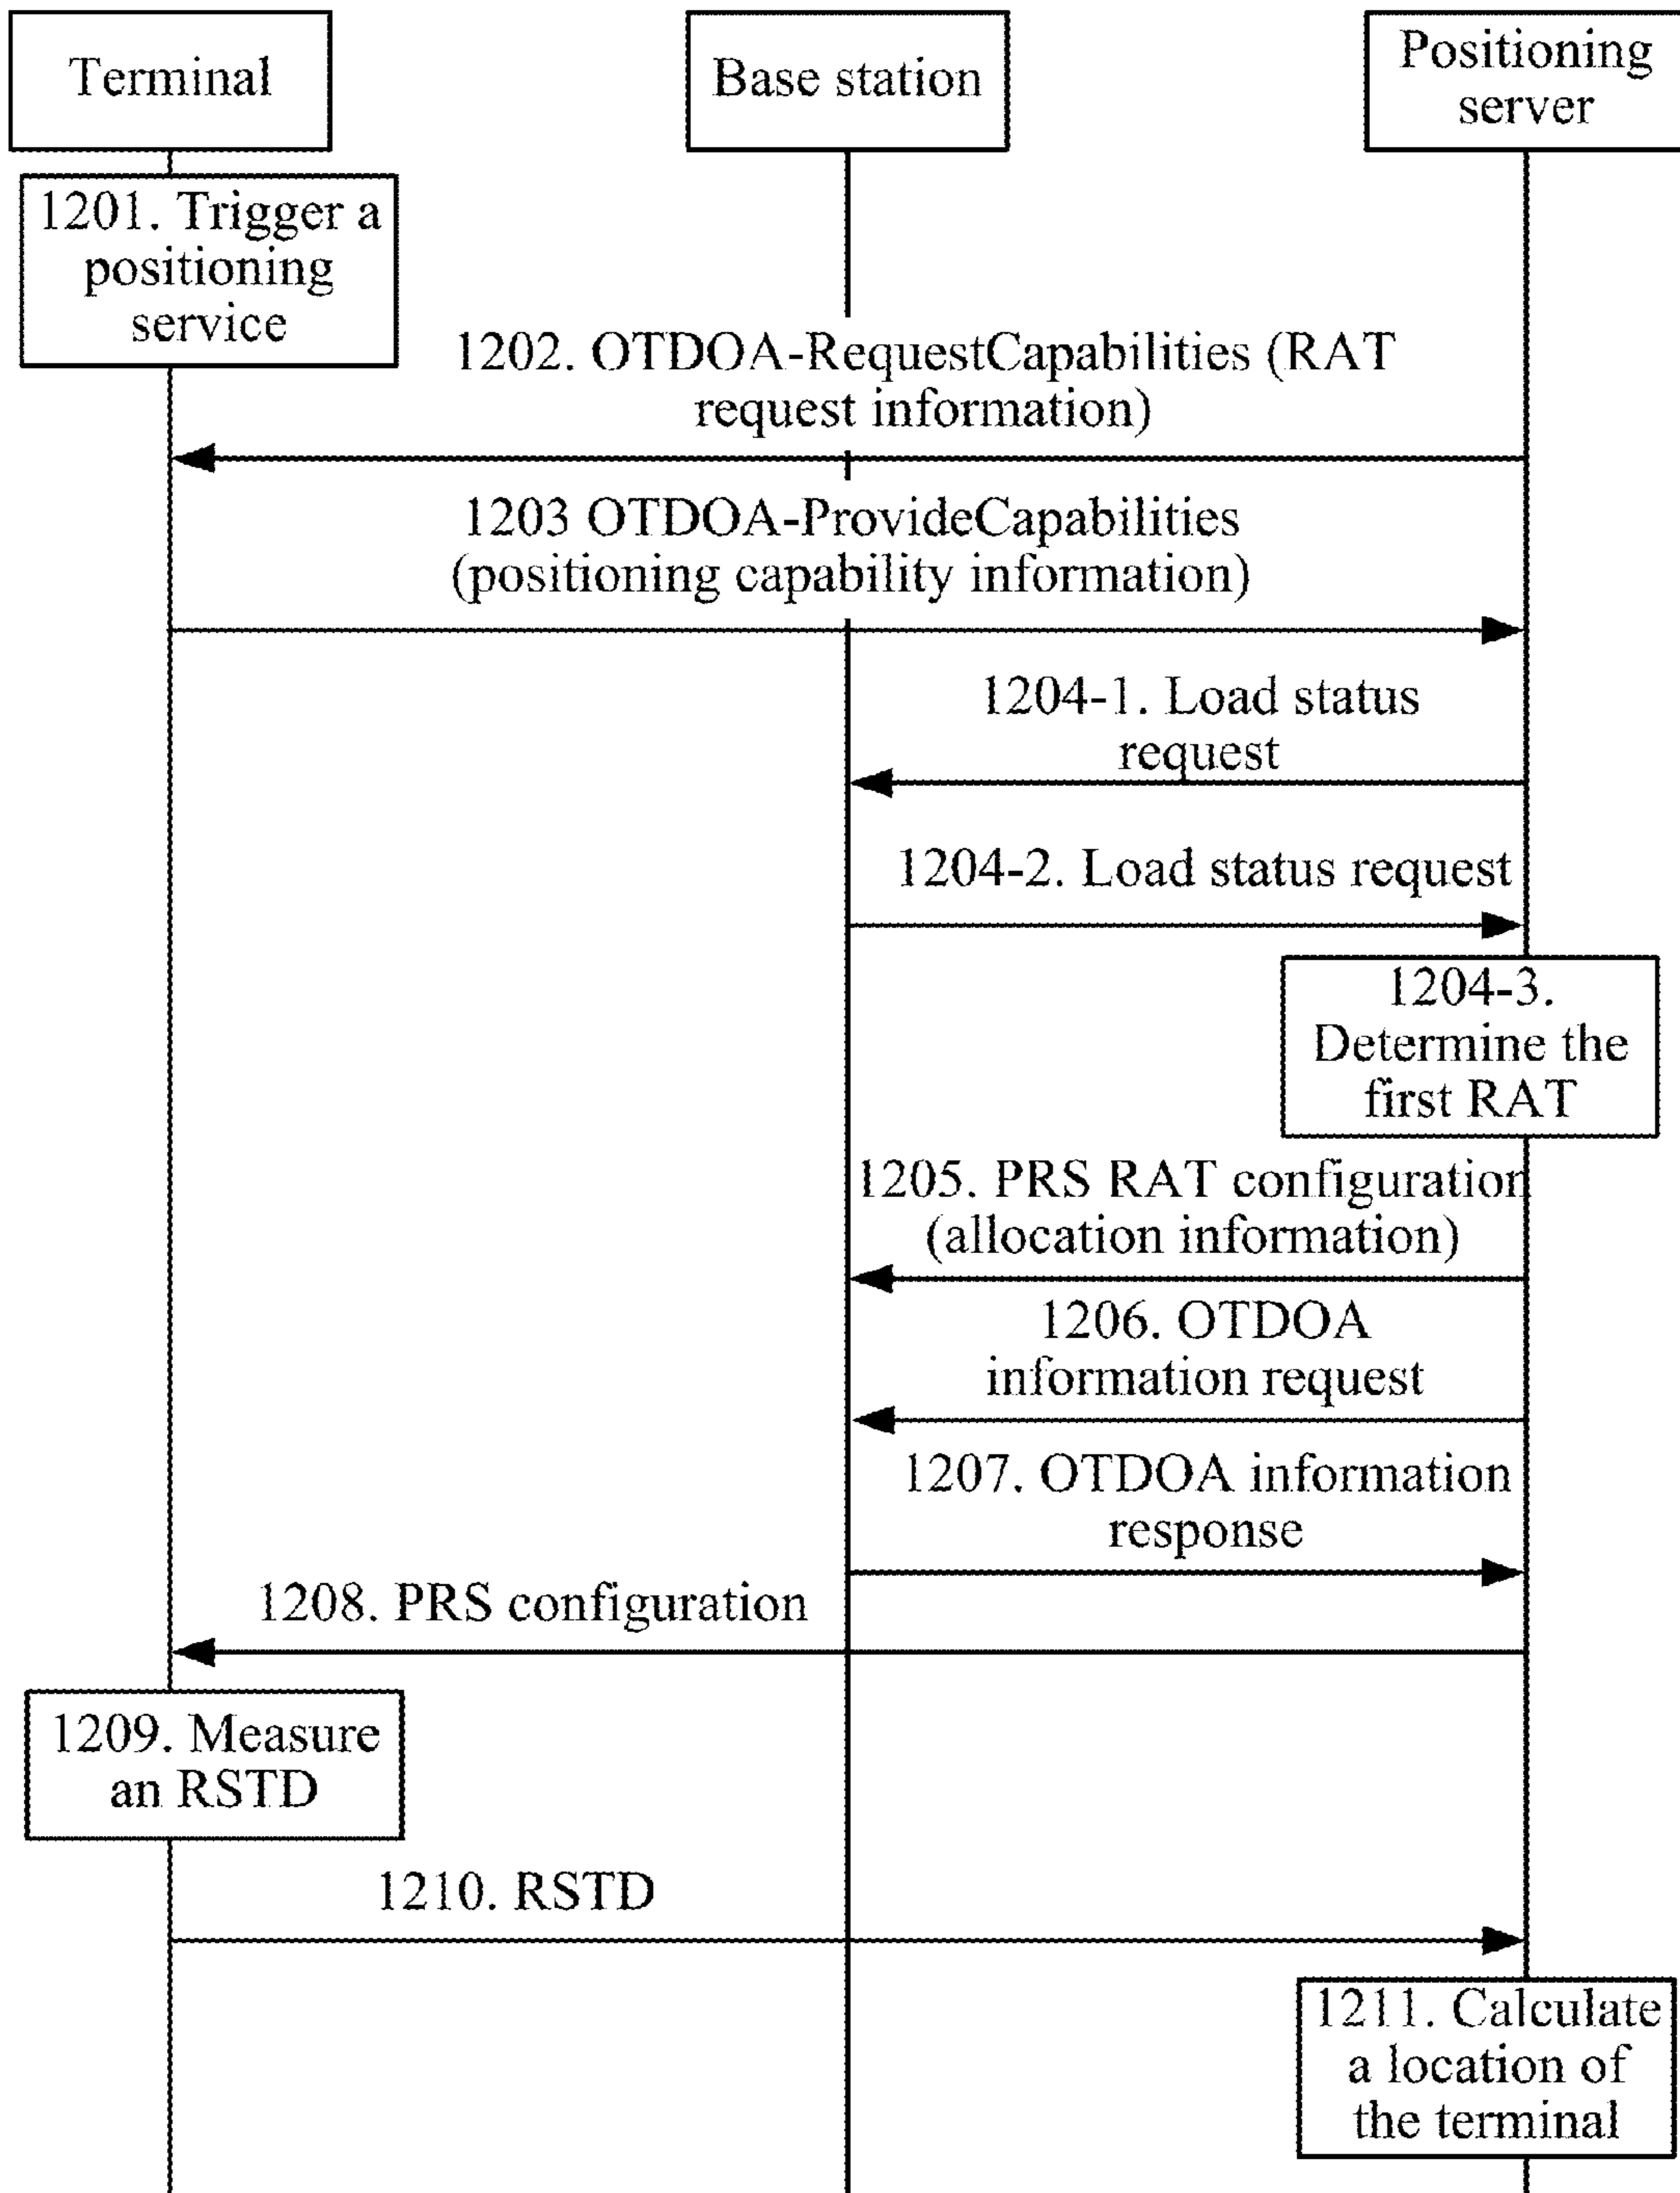 Terminal
Base station
Positioning
server
1201. Trigger a
positioning
service
1202. OTDOA-RequestCapabilities (RAT
request information)
1203 OTDOA-ProvideCapabilities
(positioning capability information)
1204-1. Load status
request
1204-2. Load status request
1204-3.
Determine the
first RAT
1205. PRS RAT configuration
(allocation information)
1206. OTDOA
information request
1207. OTDOA information
response
1208. PRS configuration
1209. Measure
an RSTD
1210. RSTD
1211. Calculate
a location of
the terminal